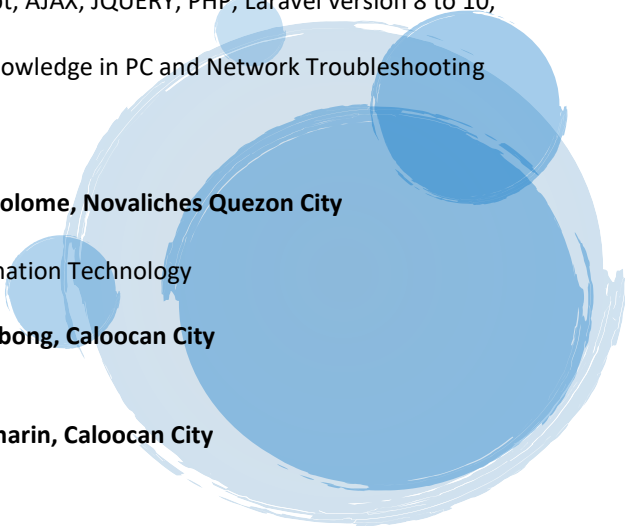 ot, AJAX, JQUERY, PHP, Laravel version 8 to 10,
owledge in PC and Network Troubleshooting
olome, Novaliches Quezon City
nation Technology
bong, Caloocan City
narin, Caloocan City